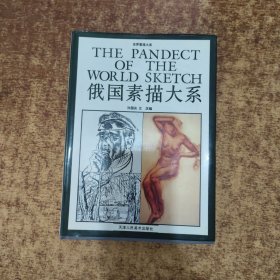 世界素描大系
THE PANDECT
OF THE
WORLD SKETCH
俄国素描大系
天津人民美术出版社